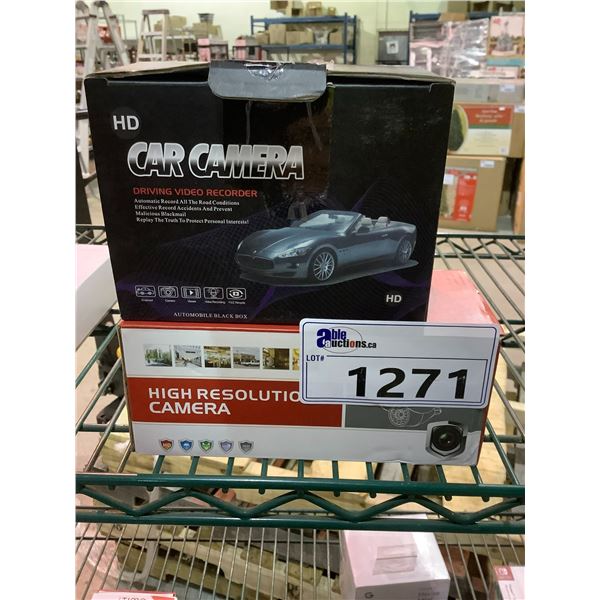 HD
CAR CAMERA
DRIVING VIDEO RECORDER
Automatic Record All The Road Conditions
Effective Record Accidents And Prevent
Malicious Blackmail
Replay The Truth To Protect Personal Interests!
HD
AUTOMOBILE BLACK BOX
able
auctions.ca
LOT#
1271
HIGH RESOLUTIO
CAMERA